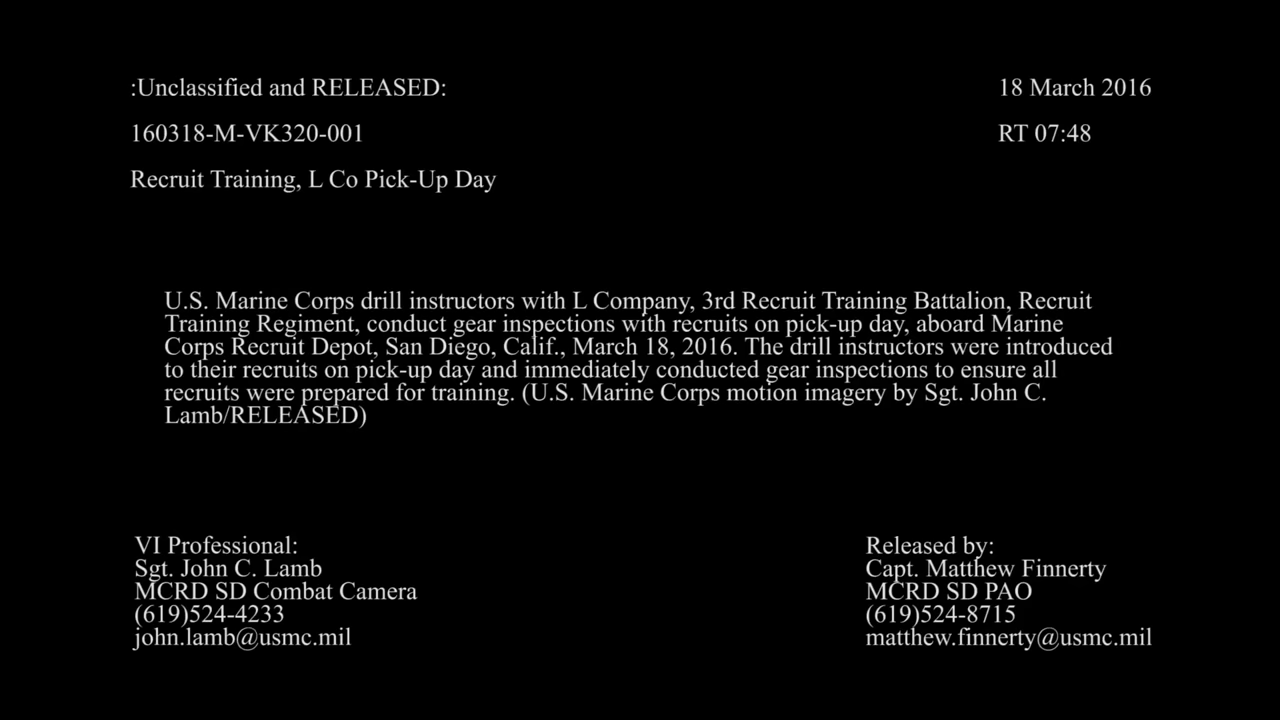 :Unclassified and RELEASED:
18 March 2016
160318-M-VK320-001
RT 07:48
Recruit Training, L Co Pick-Up Day
U.S. Marine Corps drill instructors with L Company, 3rd Recruit Training Battalion, Recruit
Training Regiment, conduct gear inspections with recruits on pick-up day, aboard Marine
Corps Recruit Depot, San Diego, Calif., March 18, 2016. The drill instructors were introduced
to their recruits on pick-up day and immediately conducted gear inspections to ensure all
recruits were prepared for training. (U.S. Marine Corps motion imagery by Sgt. John C.
Lamb/RELEASED)
VI Professional:
Sgt. John C. Lamb
MCRD SD Combat Camera
(619)524-4233
john.lamb@usmc.mil
Released by:
Capt. Matthew Finnerty
MCRD SD PAO
(619)524-8715
matthew.finnerty@usmc.mil